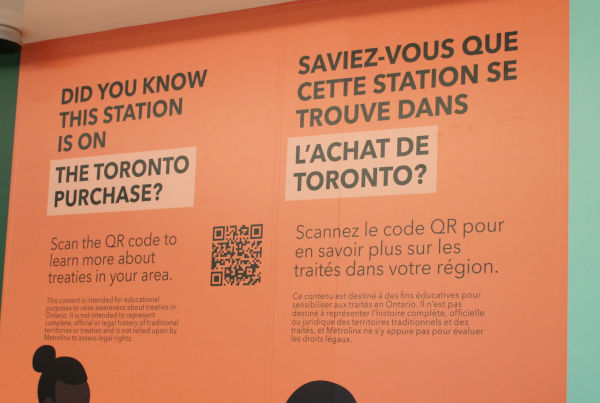 DID YOU KNOW
THIS STATION
IS ON
THE TORONTO
PURCHASE?
Scan the QR code to
learn more about
treaties in your area.
This content is intended for educational
purposes to raise awareness about treaties in
Ontario. It is not intended to represent
complete, official or legal history of traditional
territories or treaties and is not relied upon by
Metrolinx to assess legal rights.
SAVIEZ-VOUS QUE
CETTE STATION SE
TROUVE DANS
L'ACHAT DE
TORONTO?
Scannez le code QR pour
en savoir plus sur les
traités dans votre région.
Ce contenu est destiné à des fins éducatives pour
sensibiliser aux traités en Ontario. Il n'est pas
destiné à représenter l'histoire complète, officielle
ou juridique des territoires traditionnels et des
traités, et Metrolinx ne s'y appuie pas pour évaluer
les droits légaux.